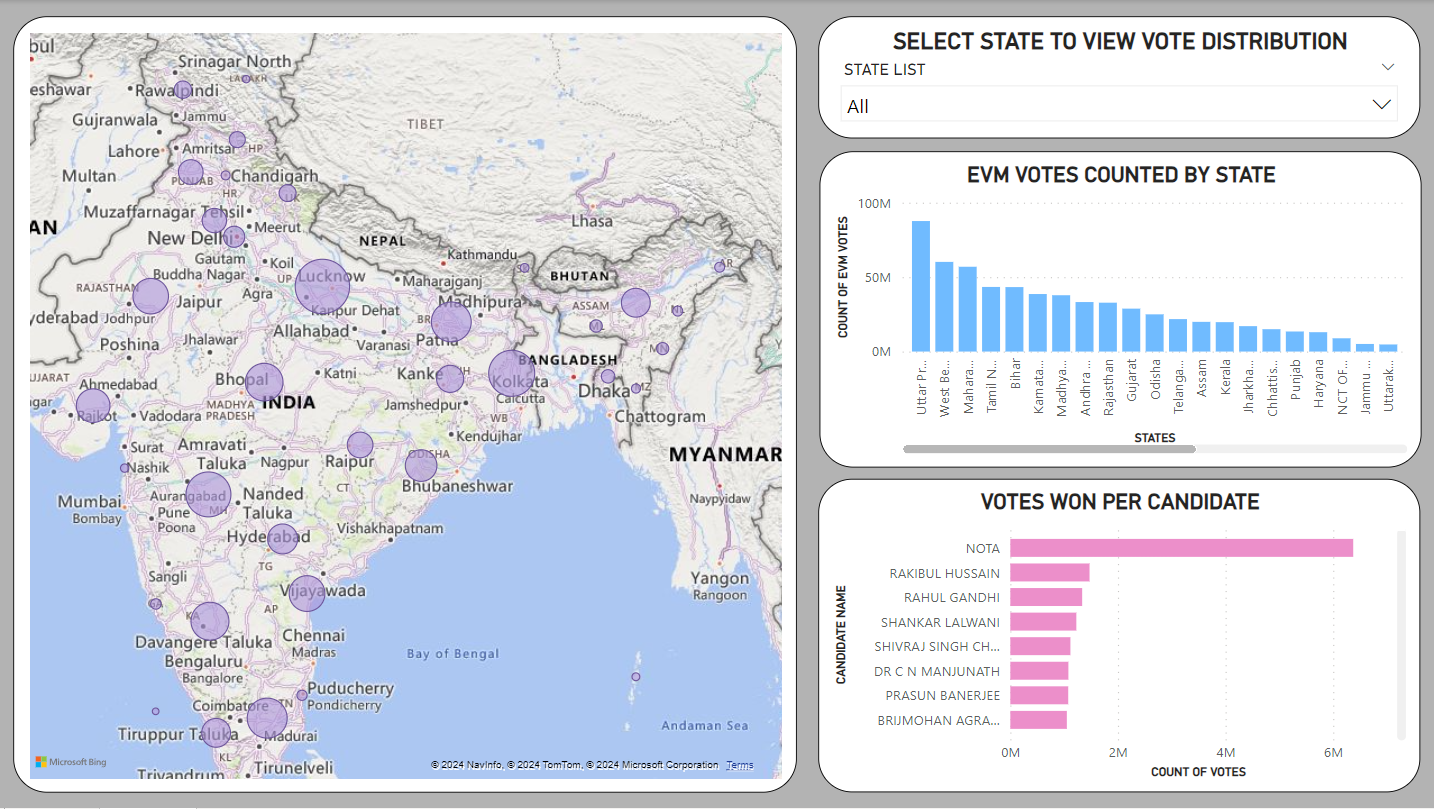 SELECT STATE TO VIEW VOTE DISTRIBUTION
STATE LIST
All
EVM VOTES COUNTED BY STATE
COUNT OF EVM VOTES
100M
50M
0M
Uttar Pr...
West Be...
Mahara...
Tamil N...
Bihar
Karnata...
Madhya...
Andhra ...
Rajasthan
Gujarat
Odisha
Telanga...
Assam
Kerala
Jharkha...
Chhattis...
Punjab
Haryana
NCT OF...
Jammu ...
Uttarak...
STATES
VOTES WON PER CANDIDATE
CANDIDATE NAME
NOTA
RAKIBUL HUSSAIN
RAHUL GANDHI
SHANKAR LALWANI
SHIVRAJ SINGH CH...
DR C N MANJUNATH
PRASUN BANERJEE
BRIJMOHAN AGRA...
0M 2M 4M 6M
COUNT OF VOTES
bul
Srinagar North
LADAKH
eshawar
Rawalpindi
Gujranwala
Jammu
TIBET
Lahore
Amritsar
HP
Multan
PUNJAB
Chandigarh
HR
UK
Muzaffarnagar Tehsil
Lhasa
AN
New Delhi
Meerut
NEPAL
Kathmandu
Gautam
Buddha Nagar
Koil
UP
Lucknow
Maharajganj
SK
BHUTAN
AR
RAJASTHAN
Jaipur
Agra
Kanpur Dehat
Madhipura
ASSAM
NL
yderabad
Jodhpur
Allahabad
BR
ML
Poshina
Jhalawar
Varanasi
Patna
MN
UJARAT
Ahmedabad
Bhopal
Katni
Kanke
JH
BANGLADESH
Kolkata
Dhaka
MZ
gar
Rajkot
Vadodara
MADHYA
PRADESH
INDIA
Jamshedpur
Calcutta
WB
Chattogram
Surat
Amravati
Taluka
Nagpur
Raipur
Kendujhar
ODISHA
MYANMAR
Nashik
CT
Bhubaneswar
Mumbai
Bombay
Aurangabad
Pune
Poona
MH
Nanded
Taluka
Naypyidaw
Hyderabad
Vishakhapatnam
TG
Sangli
Yangon
Rangoon
Vijayawada
KA
AP
Davangere Taluka
Chennai
Madras
Bengaluru
Bangalore
Bay of Bengal
Puducherry
Pondicherry
Coimbatore
TN
Andaman Sea
Tiruppur Taluka
Madurai
KL
Trivandrum
Tirunelveli
Microsoft Bing
© 2024 NavInfo, © 2024 TomTom, © 2024 Microsoft Corporation Terms